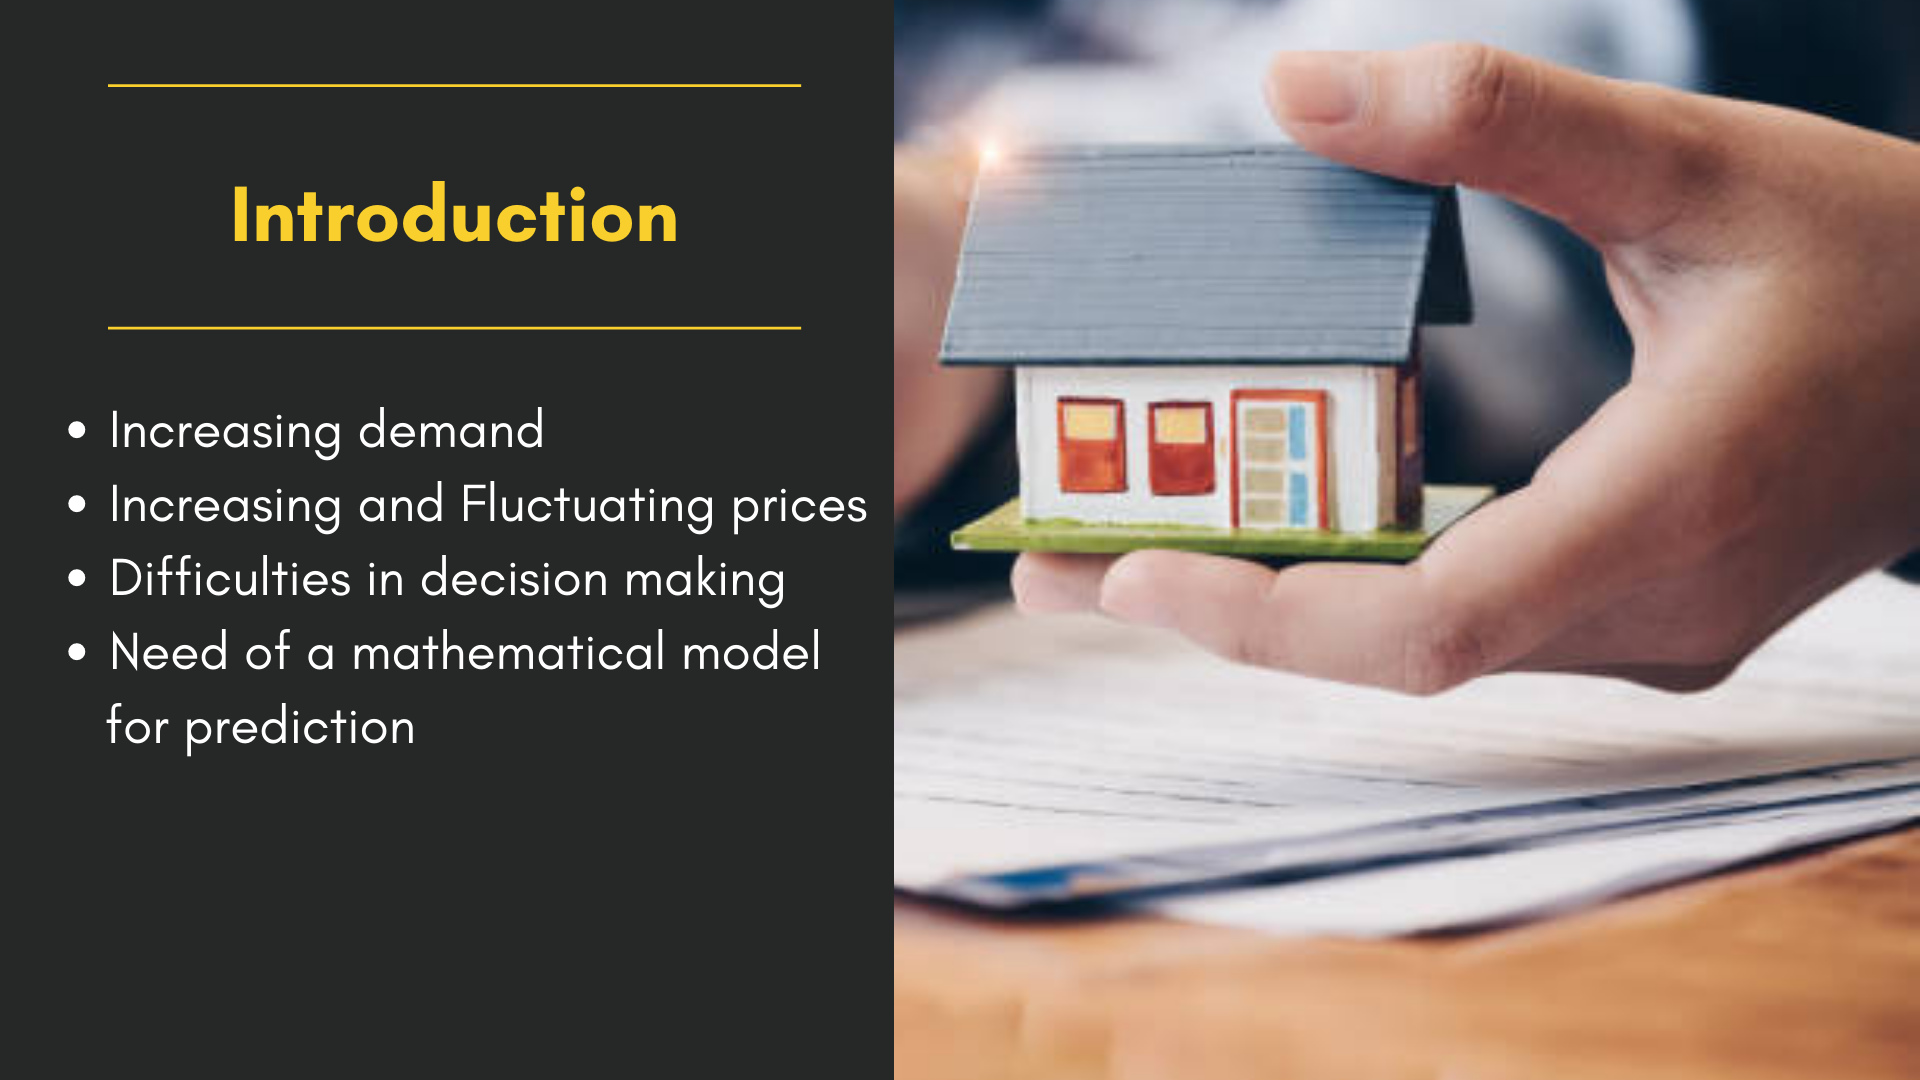 Introduction
• Increasing demand
• Increasing and Fluctuating prices
• Difficulties in decision making
• Need of a mathematical model
for prediction